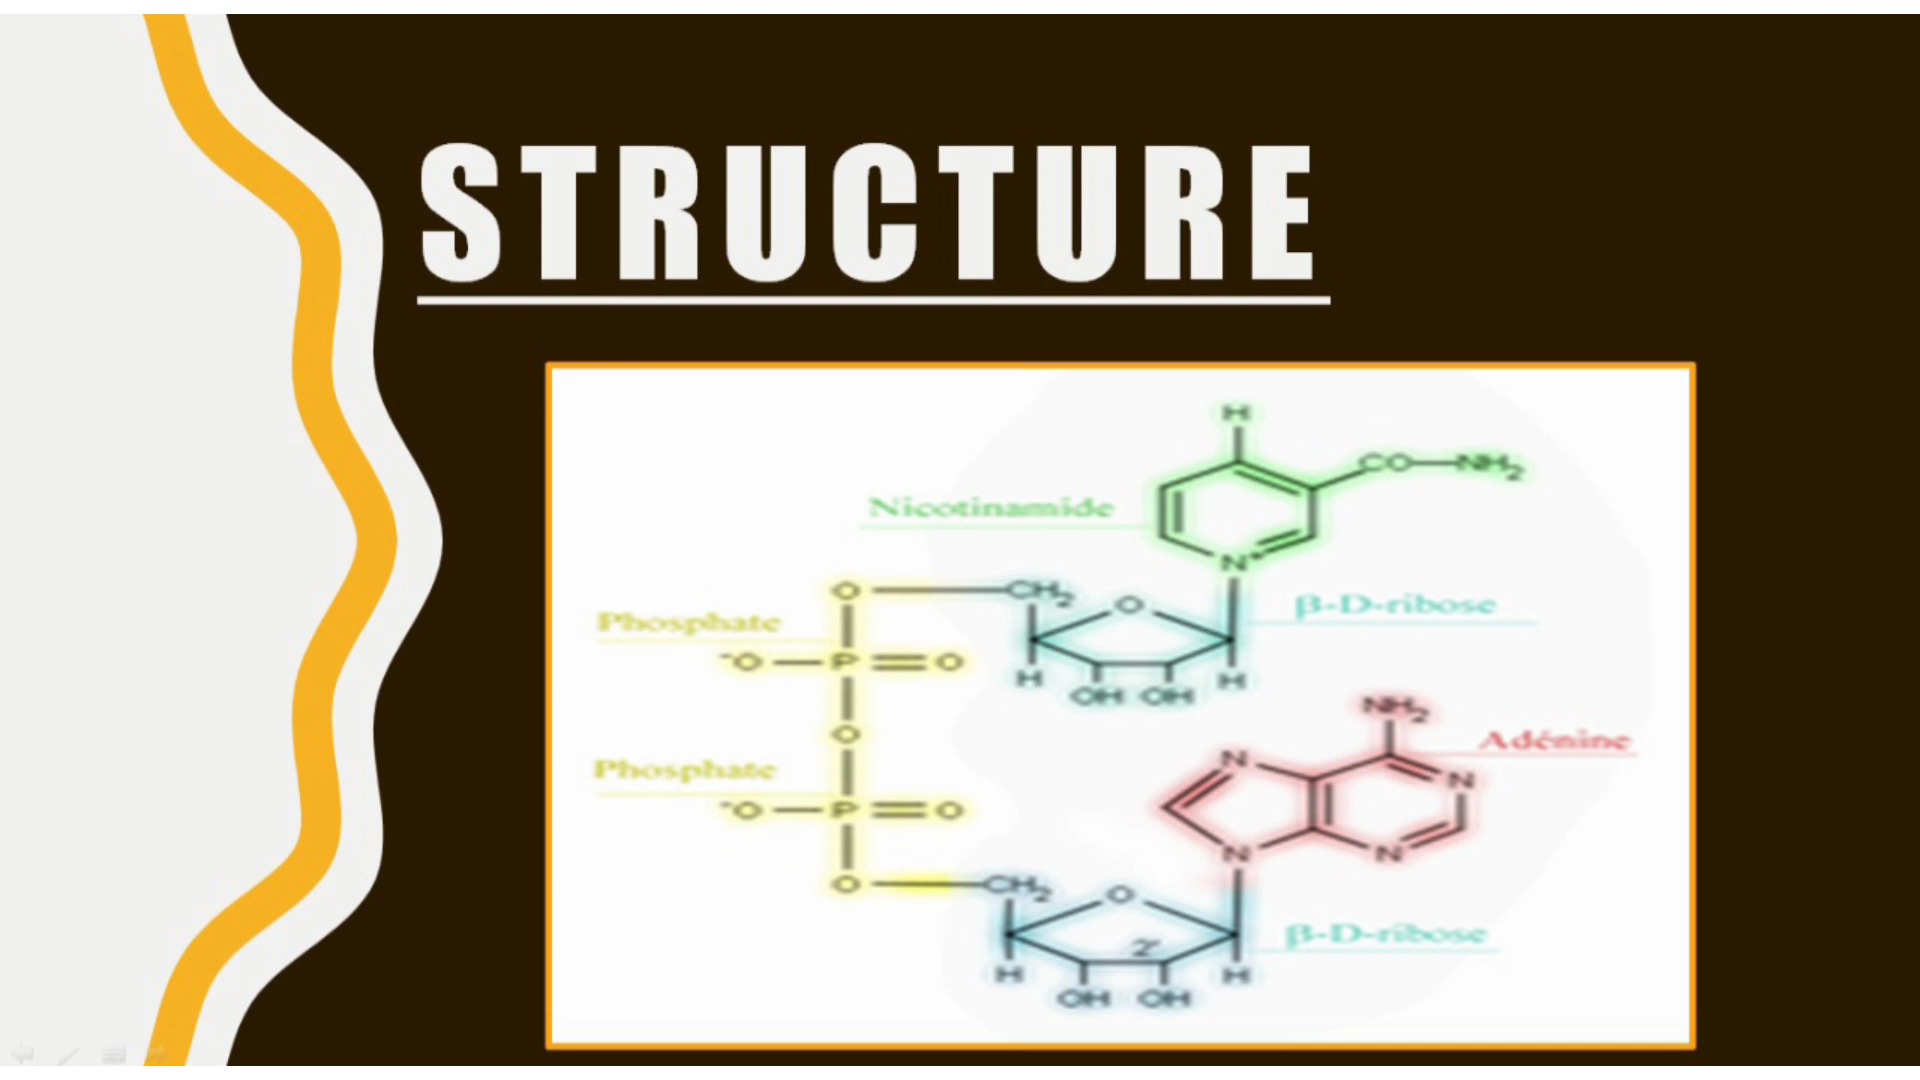 STRUCTURE
H
CO NH2
Nicotinamide
N+
O CH2 O β-D-ribose
Phosphate
-O P O
H OH OH H
NH2
O
Adénine
N N
Phosphate
-O P O
N N
O CH2 O
2' β-D-ribose
H H
OH OH